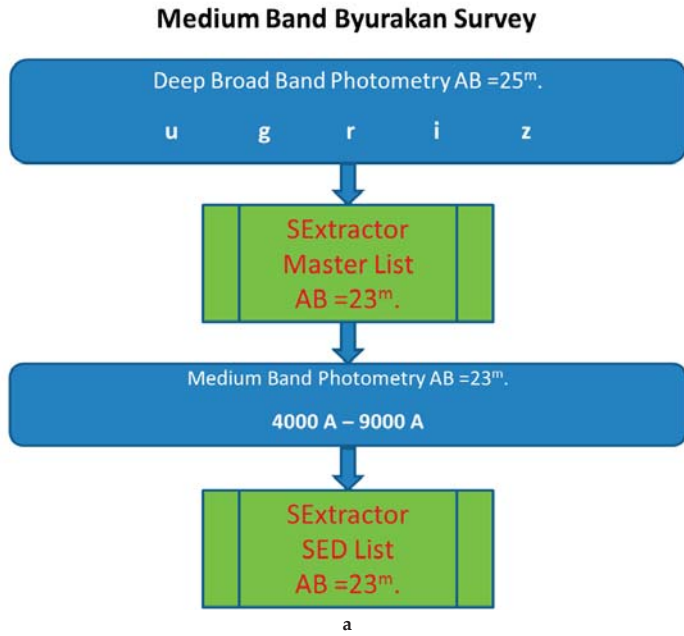 Medium Band Byurakan Survey
Deep Broad Band Photometry AB =25ᵐ.
u g r i z
SExtractor
Master List
AB =23ᵐ.
Medium Band Photometry AB =23ᵐ.
4000 A – 9000 A
SExtractor
SED List
AB =23ᵐ.
a